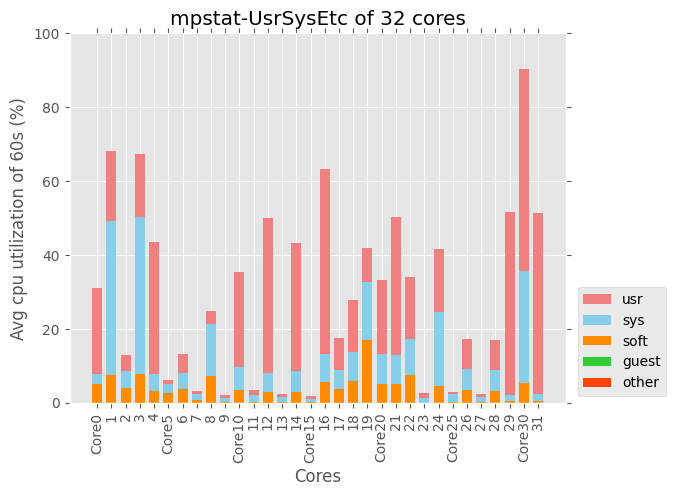 mpstat-UsrSysEtc of 32 cores
Avg cpu utilization of 60s (%)
100
80
60
40
20
0
Core0
1
2
3
4
Core5
6
7
8
9
Core10
11
12
13
14
Core15
16
17
18
19
Core20
21
22
23
24
Core25
26
27
28
29
Core30
31
Cores
usr
sys
soft
guest
other